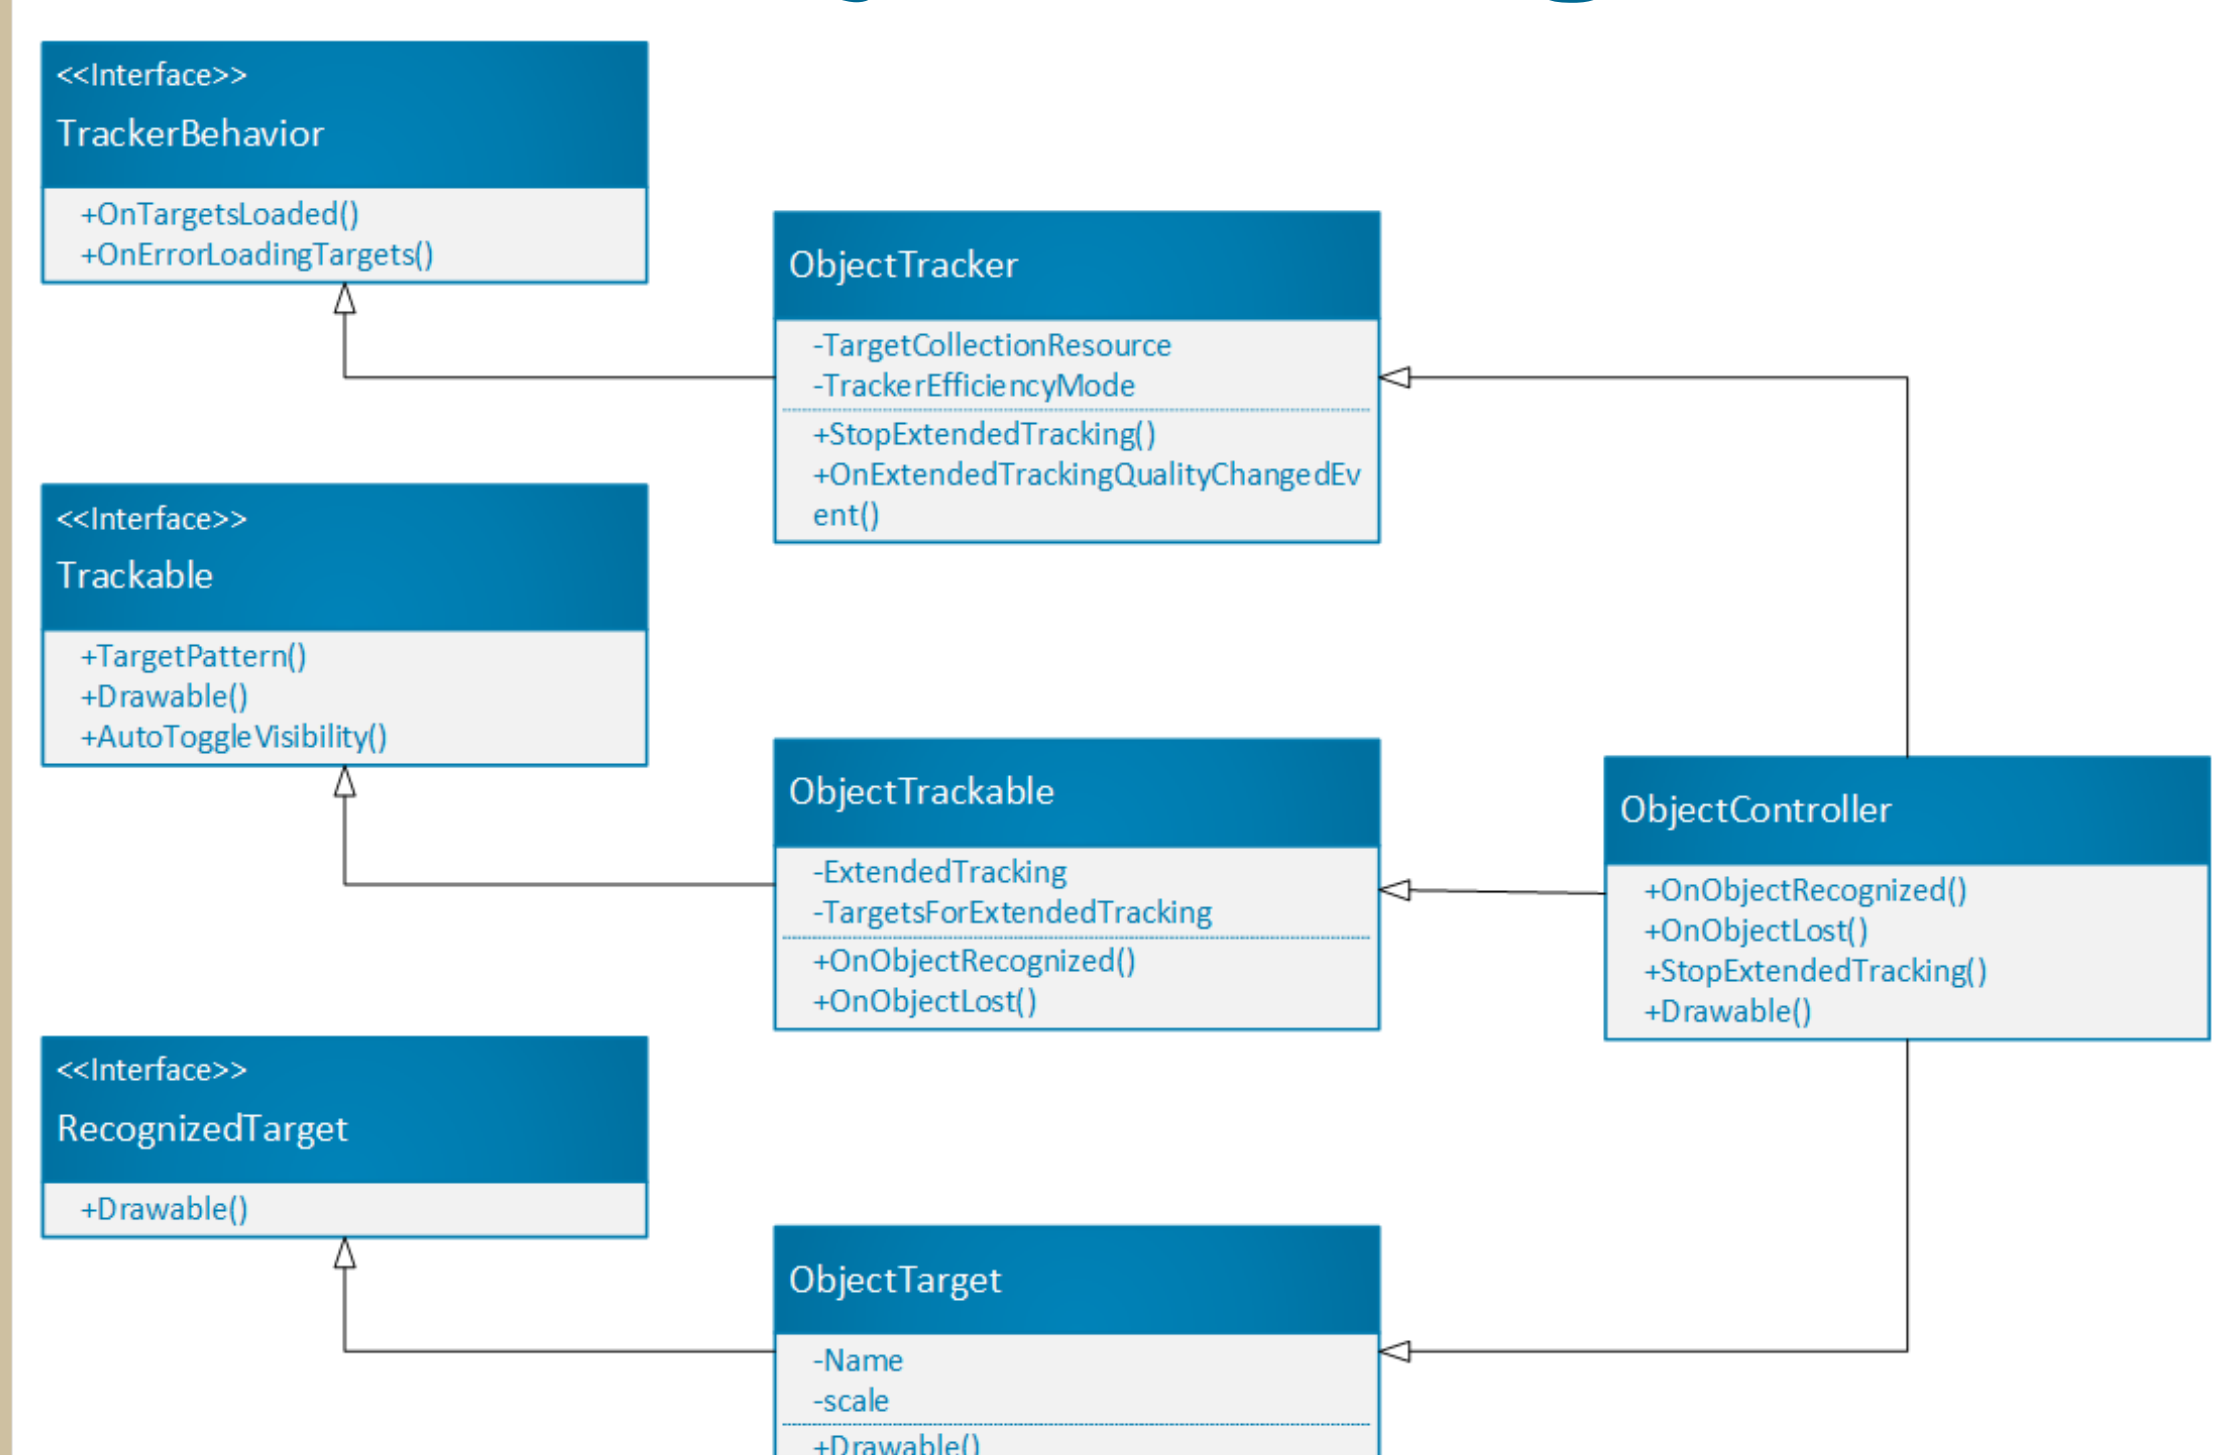 <<Interface>>
TrackerBehavior
+OnTargetsLoaded()
+OnErrorLoadingTargets()
ObjectTracker
-TargetCollectionResource
-TrackerEfficiencyMode
+StopExtendedTracking()
+OnExtendedTrackingQualityChangedEv
ent()
<<Interface>>
Trackable
+TargetPattern()
+Drawable()
+AutoToggleVisibility()
ObjectTrackable
-ExtendedTracking
-TargetsForExtendedTracking
+OnObjectRecognized()
+OnObjectLost()
ObjectController
+OnObjectRecognized()
+OnObjectLost()
+StopExtendedTracking()
+Drawable()
<<Interface>>
RecognizedTarget
+Drawable()
ObjectTarget
-Name
-scale
+Drawable()